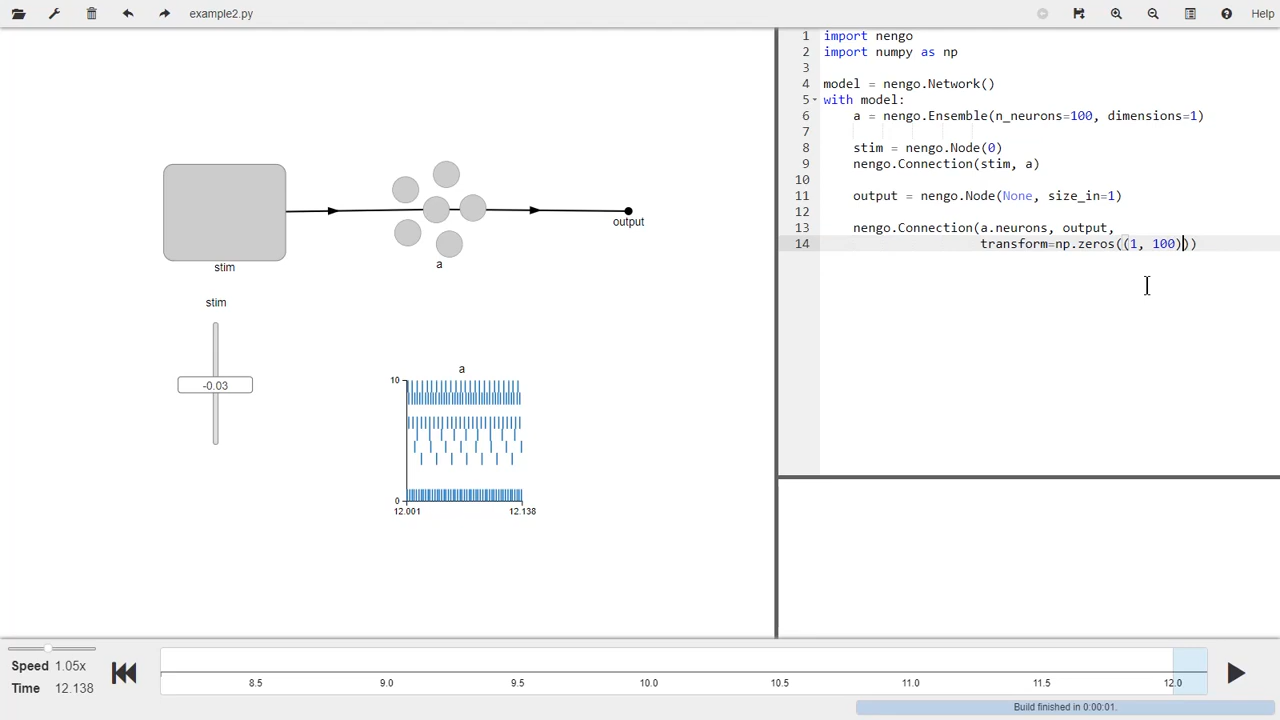 example2.py
Help
1 import nengo
2 import numpy as np
3
4 model = nengo.Network()
5 with model:
6 a = nengo.Ensemble(n_neurons=100, dimensions=1)
7
8 stim = nengo.Node(0)
9 nengo.Connection(stim, a)
10
11 output = nengo.Node(None, size_in=1)
12
13 nengo.Connection(a.neurons, output,
14 transform=np.zeros((1, 100)))
stim
a
output
stim
-0.03
a
10
0
12.001 12.138
Speed 1.05x
Time 12.138
8.5 9.0 9.5 10.0 10.5 11.0 11.5 12.0
Build finished in 0:00:01.